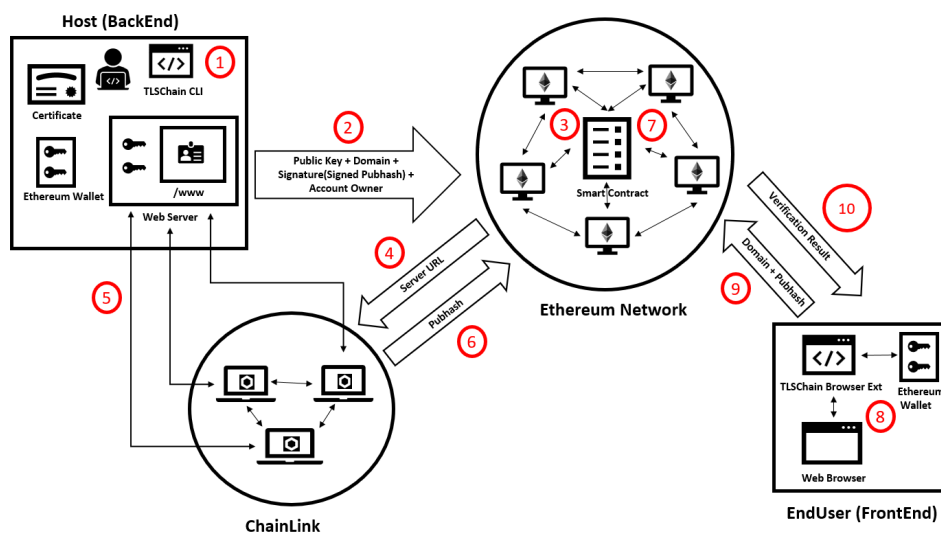 Host (BackEnd)
1
TLSChain CLI
Certificate
Ethereum Wallet
/www
Web Server
2
Public Key + Domain +
Signature(Signed Pubhash) +
Account Owner
3
7
Smart Contract
Ethereum Network
4
Server URL
5
Pubhash
6
ChainLink
Verification Result
10
Domain + Pubhash
9
TLSChain Browser Ext
Ethereum
Wallet
8
Web Browser
EndUser (FrontEnd)